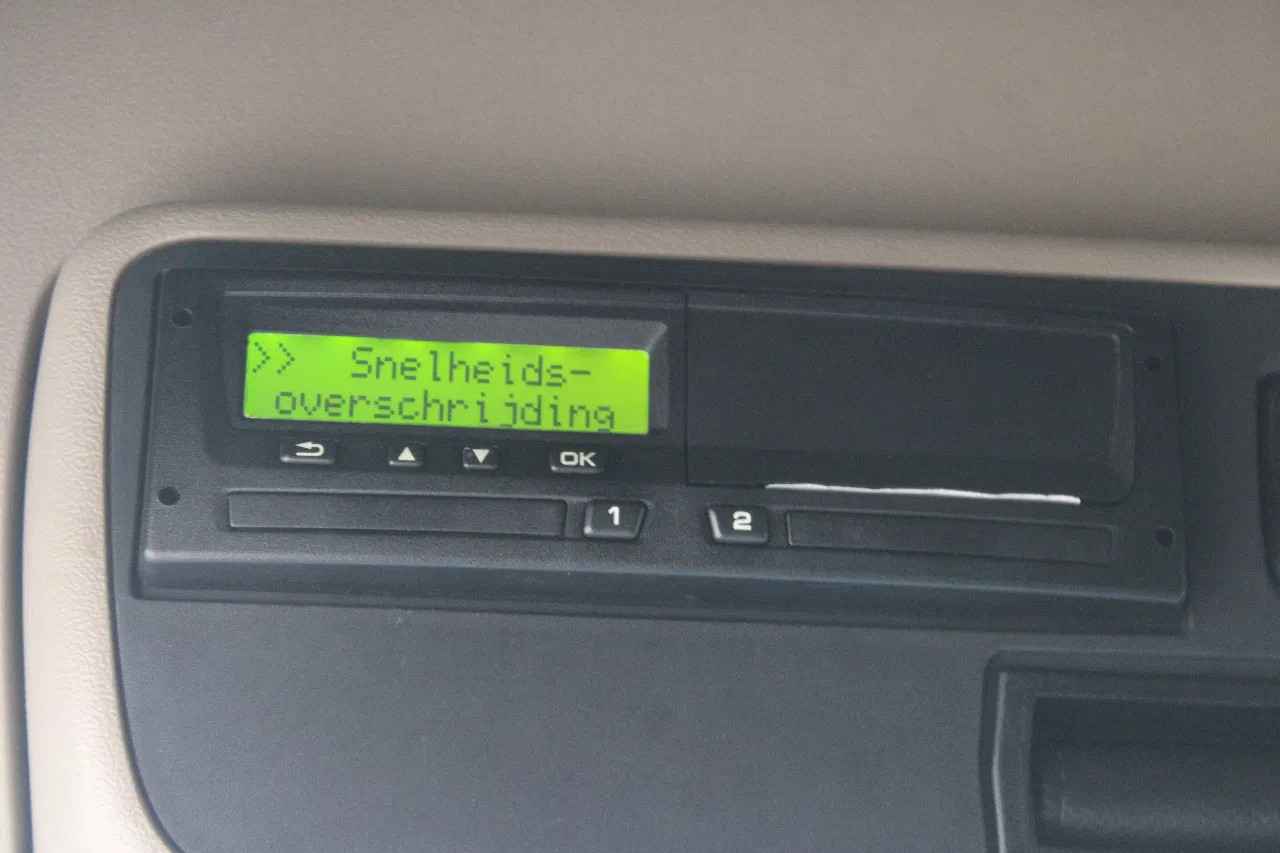 >> Snelheids-
overschrijding
OK
1 2